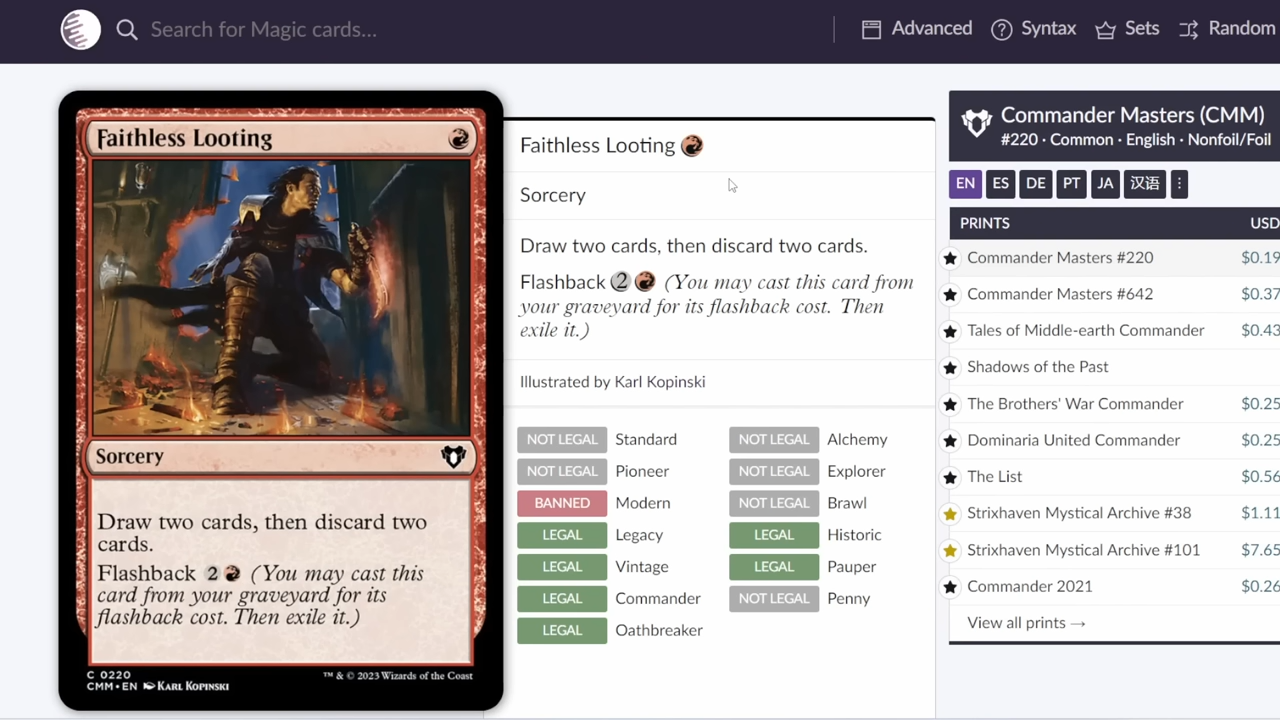 Search for Magic cards...
Advanced
Syntax
Sets
Random
Faithless Looting
Sorcery
Draw two cards, then discard two
cards.
Flashback 2 (You may cast this
card from your graveyard for its
flashback cost. Then exile it.)
C 0220
CMM • EN KARL KOPINSKI
™ & © 2023 Wizards of the Coast
Faithless Looting
Sorcery
Draw two cards, then discard two cards.
Flashback 2 (You may cast this card from
your graveyard for its flashback cost. Then
exile it.)
Illustrated by Karl Kopinski
NOT LEGAL Standard NOT LEGAL Alchemy
NOT LEGAL Pioneer NOT LEGAL Explorer
BANNED Modern NOT LEGAL Brawl
LEGAL Legacy LEGAL Historic
LEGAL Vintage LEGAL Pauper
LEGAL Commander NOT LEGAL Penny
LEGAL Oathbreaker
Commander Masters (CMM)
#220 · Common · English · Nonfoil/Foil
EN ES DE PT JA 汉语
PRINTS USD
Commander Masters #220 $0.19
Commander Masters #642 $0.37
Tales of Middle-earth Commander $0.43
Shadows of the Past
The Brothers' War Commander $0.25
Dominaria United Commander $0.25
The List $0.56
Strixhaven Mystical Archive #38 $1.11
Strixhaven Mystical Archive #101 $7.65
Commander 2021 $0.26
View all prints →